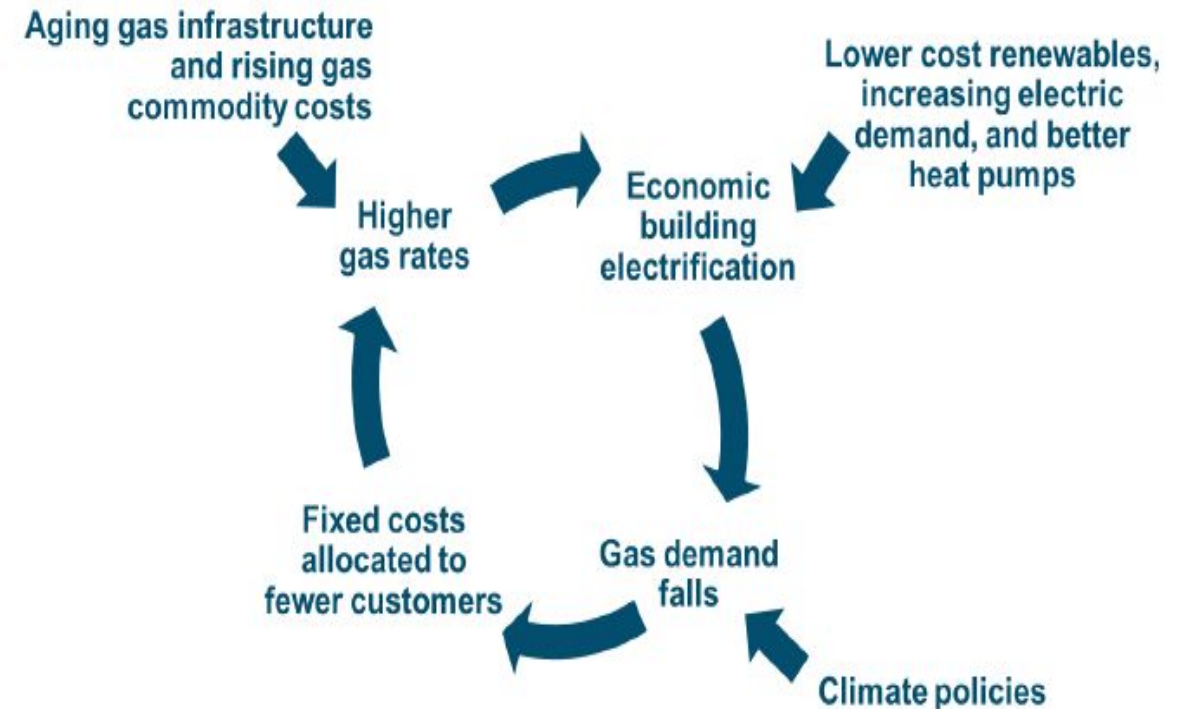 Aging gas infrastructure
and rising gas
commodity costs
Lower cost renewables,
increasing electric
demand, and better
heat pumps
Higher
gas rates
Economic
building
electrification
Fixed costs
allocated to
fewer customers
Gas demand
falls
Climate policies